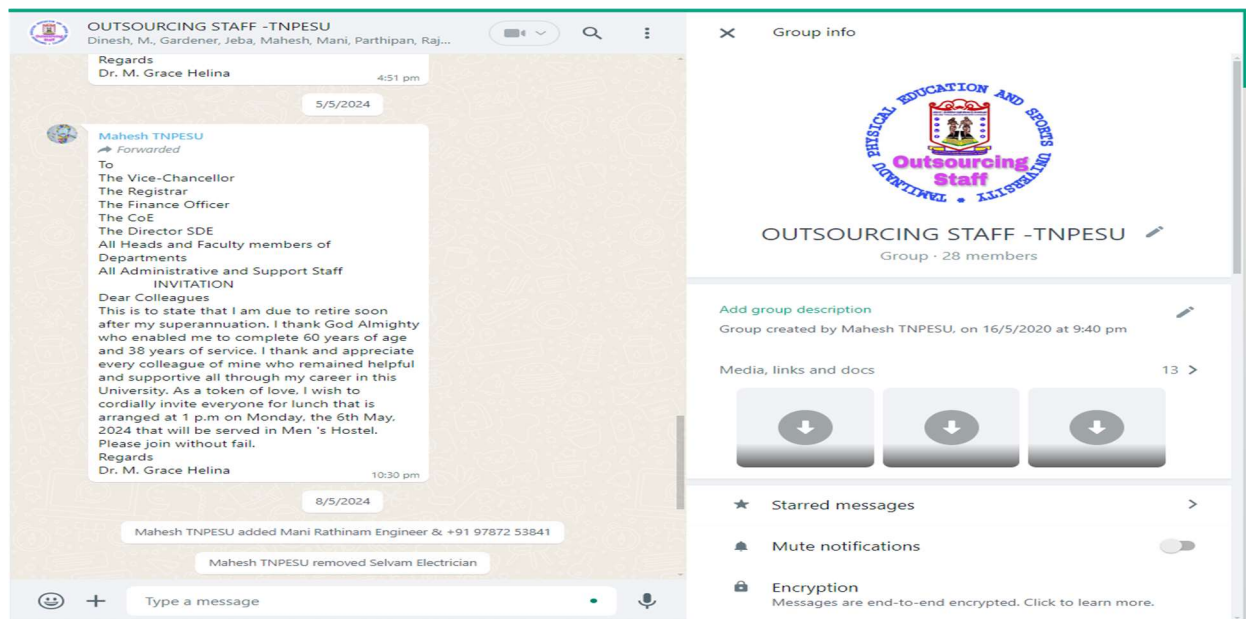 OUTSOURCING STAFF -TNPESU
Dinesh, M., Gardener, Jeba, Mahesh, Mani, Parthipan, Raj...
Regards
Dr. M. Grace Helina
4:51 pm
5/5/2024
Mahesh TNPESU
Forwarded
To
The Vice-Chancellor
The Registrar
The Finance Officer
The CoE
The Director SDE
All Heads and Faculty members of
Departments
All Administrative and Support Staff
INVITATION
Dear Colleagues
This is to state that I am due to retire soon
after my superannuation. I thank God Almighty
who enabled me to complete 60 years of age
and 38 years of service. I thank and appreciate
every colleague of mine who remained helpful
and supportive all through my career in this
University. As a token of love, I wish to
cordially invite everyone for lunch that is
arranged at 1 p.m on Monday, the 6th May,
2024 that will be served in Men 's Hostel.
Please join without fail.
Regards
Dr. M. Grace Helina
10:30 pm
8/5/2024
Mahesh TNPESU added Mani Rathinam Engineer & +91 97872 53841
Mahesh TNPESU removed Selvam Electrician
Type a message
Group info
TAMILNADU PHYSICAL EDUCATION AND SPORTS UNIVERSITY
Outsourcing
Staff
OUTSOURCING STAFF -TNPESU
Group · 28 members
Add group description
Group created by Mahesh TNPESU, on 16/5/2020 at 9:40 pm
Media, links and docs
13
Starred messages
Mute notifications
Encryption
Messages are end-to-end encrypted. Click to learn more.